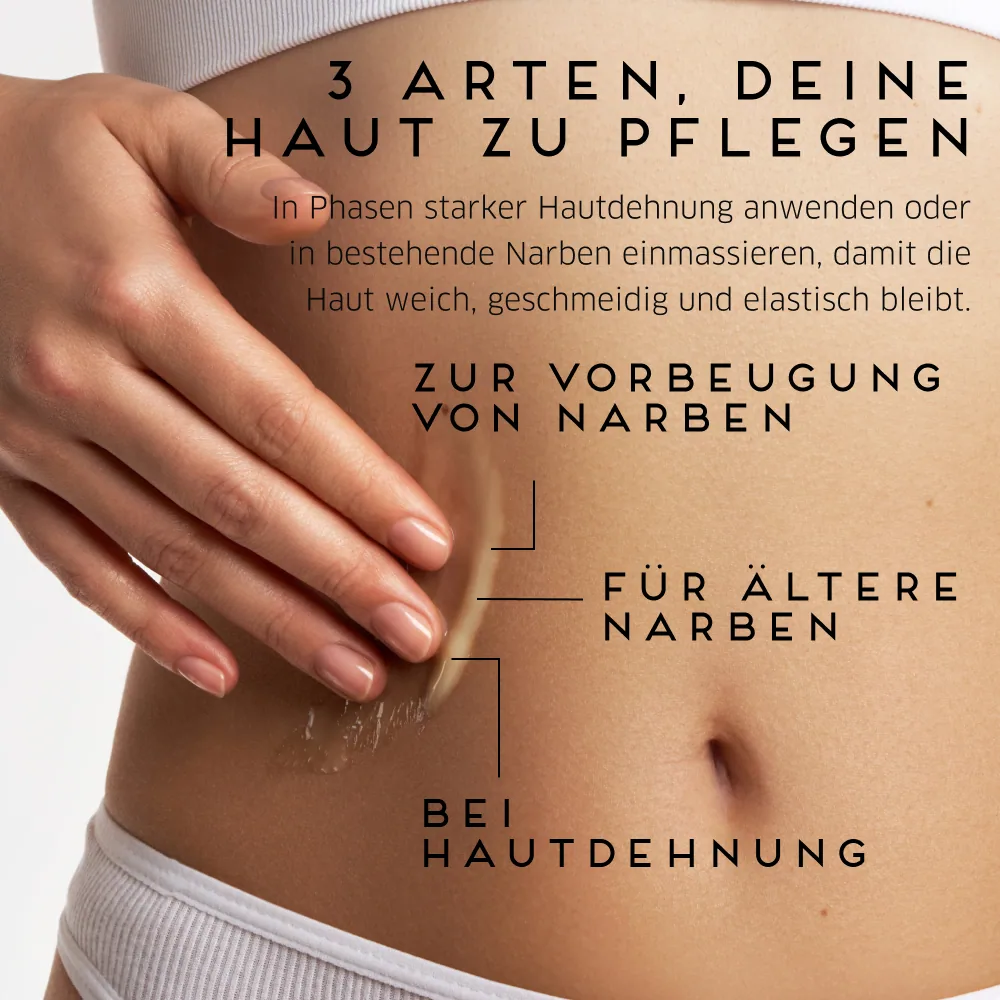 3 ARTEN, DEINE
HAUT ZU PFLEGEN
In Phasen starker Hautdehnung anwenden oder
in bestehende Narben einmassieren, damit die
Haut weich, geschmeidig und elastisch bleibt.
ZUR VORBEUGUNG
VON NARBEN
FÜR ÄLTERE
NARBEN
BEI
HAUTDEHNUNG